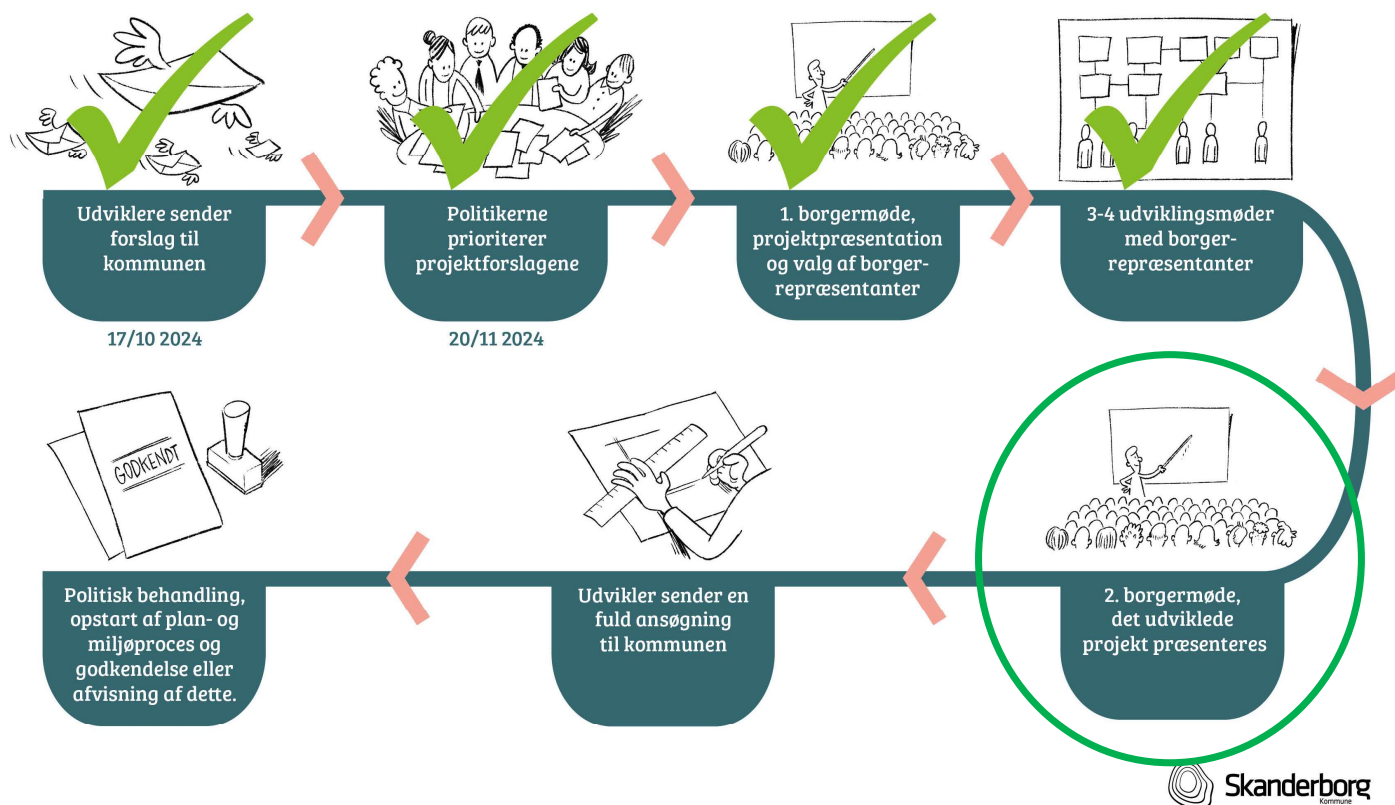 Udviklere sender
forslag til
kommunen
17/10 2024
Politikerne
prioriterer
projektforslagene
20/11 2024
1. borgermøde,
projektpræsentation
og valg af borger-
repræsentanter
3-4 udviklingsmøder
med borger-
repræsentanter
2. borgermøde,
det udviklede
projekt præsenteres
Udvikler sender en
fuld ansøgning
til kommunen
GODKENDT
Politisk behandling,
opstart af plan- og
miljøproces og
godkendelse eller
afvisning af dette.
Skanderborg
Kommune